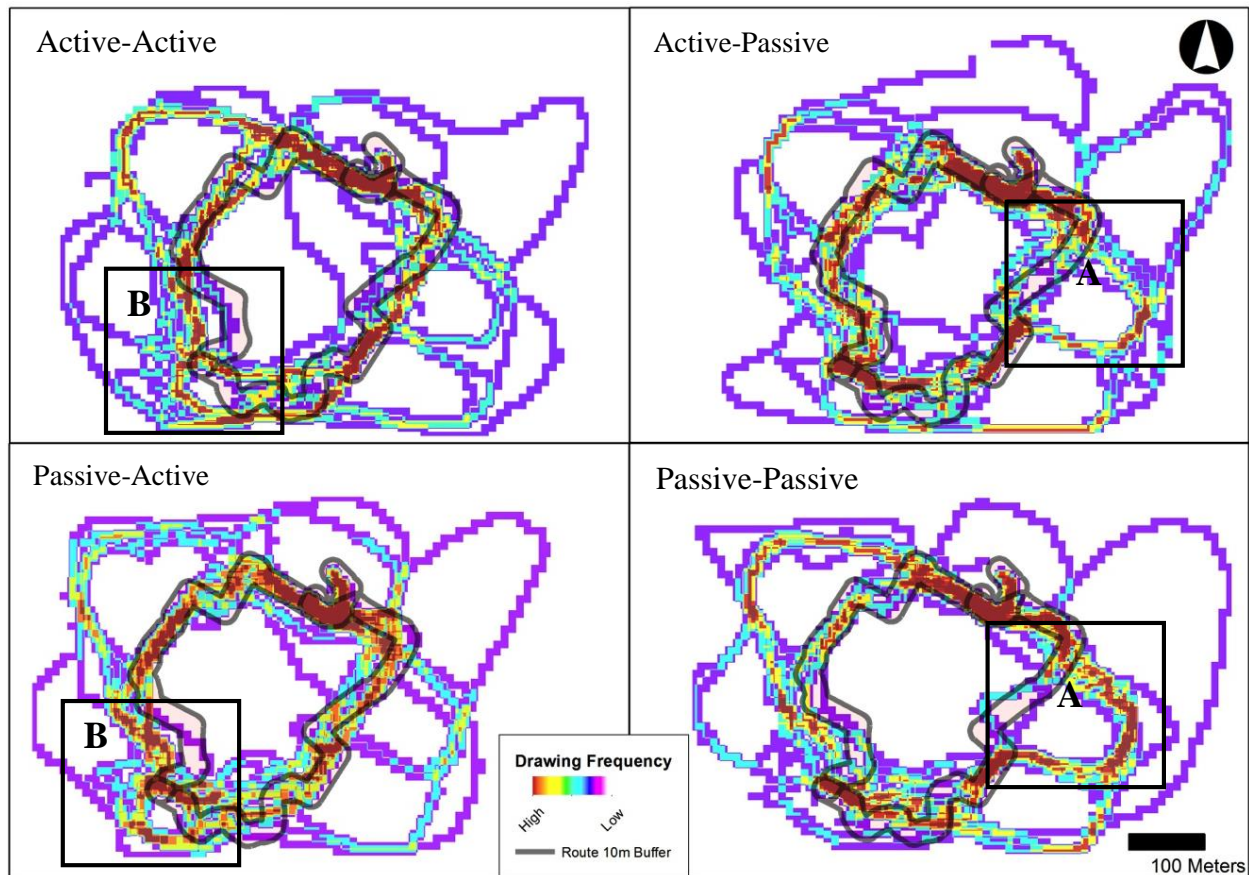 Active-Active
Active-Passive
A
B
Passive-Active
Passive-Passive
A
B
Drawing Frequency
High
Low
Route 10m Buffer
100 Meters